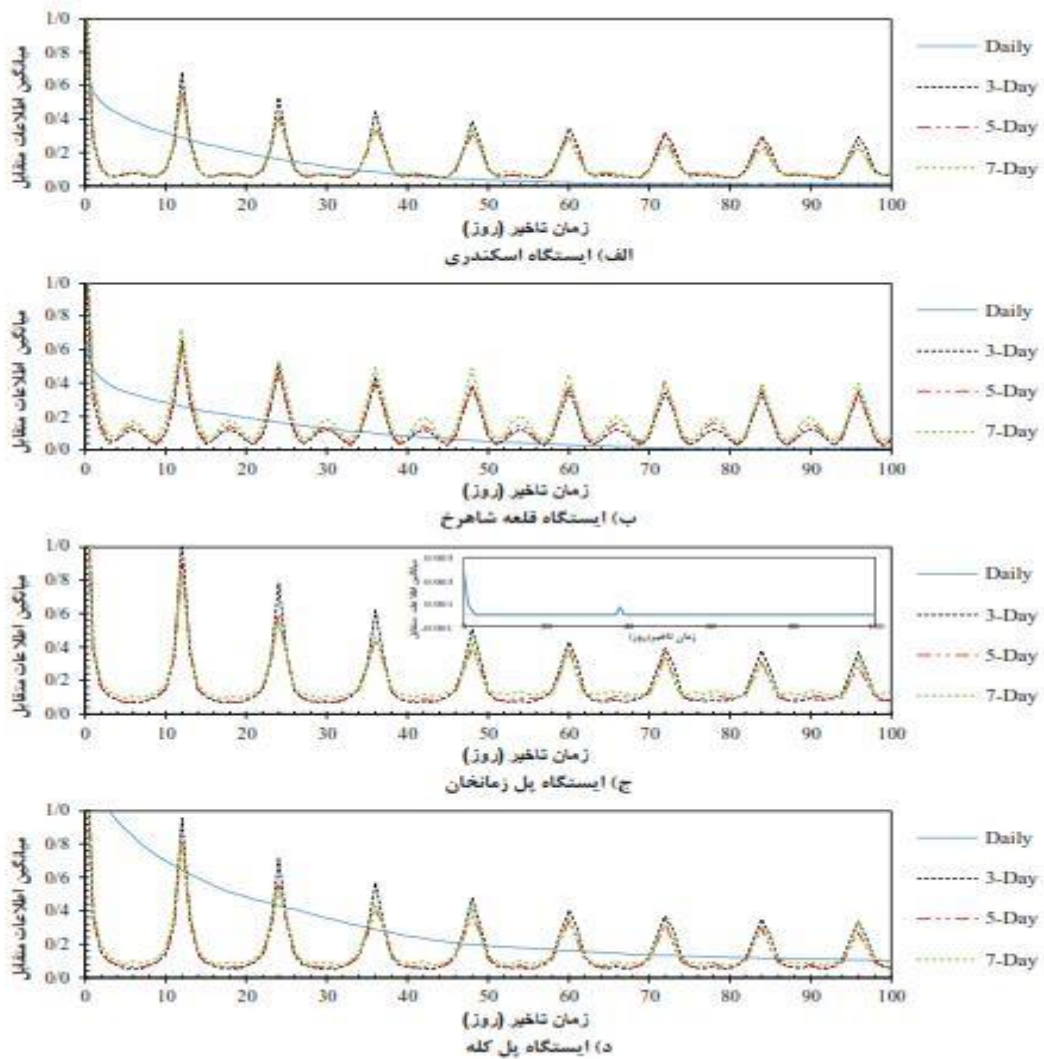 1/0
0/8
0/6
0/4
0/2
0/0
میانگین اطلاعات متقابل
0 10 20 30 40 50 60 70 80 90 100
زمان تاخیر (روز)
الف) ایستگاه اسکندری
Daily
3-Day
5-Day
7-Day
1/0
0/8
0/6
0/4
0/2
0/0
میانگین اطلاعات متقابل
0 10 20 30 40 50 60 70 80 90 100
زمان تاخیر (روز)
ب) ایستگاه قلعه شاهرخ
Daily
3-Day
5-Day
7-Day
1/0
0/8
0/6
0/4
0/2
0/0
میانگین اطلاعات متقابل
میانگین اطلاعات متقابل
زمان تاخیر(روز)
0 10 20 30 40 50 60 70 80 90 100
زمان تاخیر (روز)
ج) ایستگاه پل زمانخان
Daily
3-Day
5-Day
7-Day
1/0
0/8
0/6
0/4
0/2
0/0
میانگین اطلاعات متقابل
0 10 20 30 40 50 60 70 80 90 100
زمان تاخیر (روز)
د) ایستگاه پل کله
Daily
3-Day
5-Day
7-Day